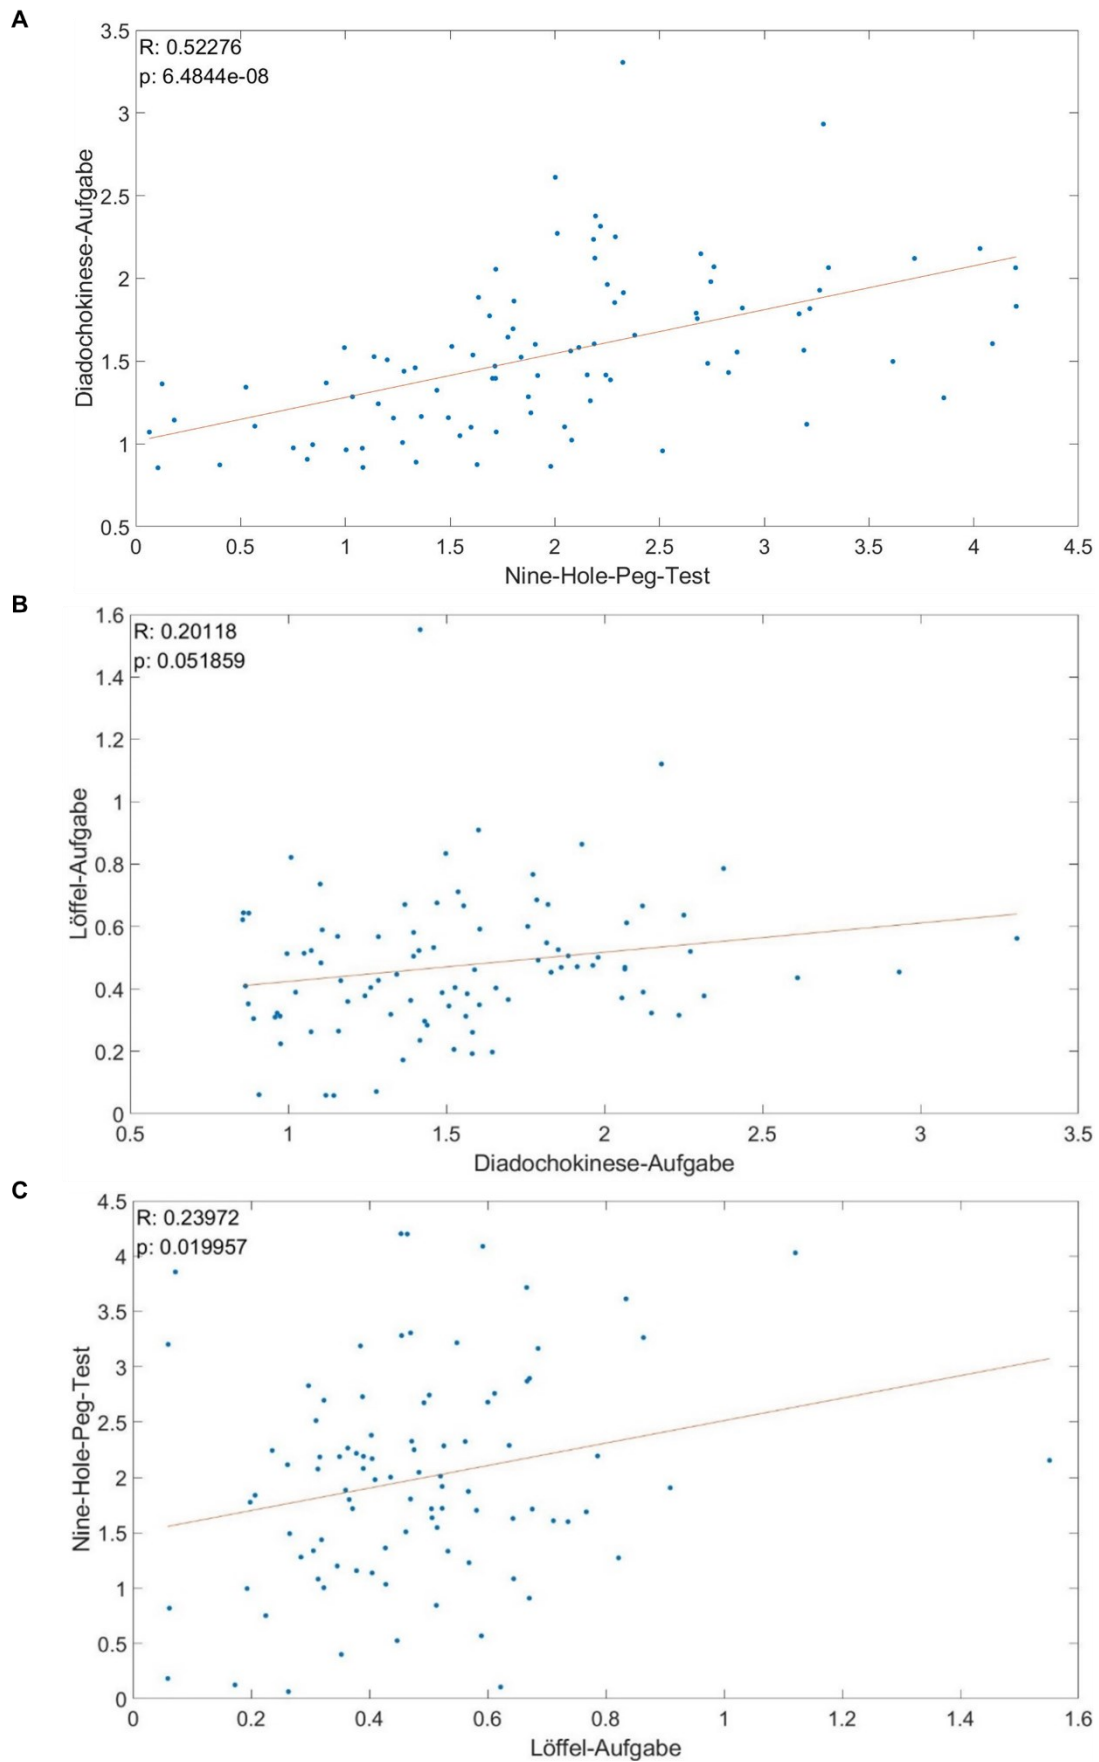 A
R: 0.52276
p: 6.4844e-08
3.5
3
2.5
2
1.5
1
0.5
Diadochokinese-Aufgabe
0 0.5 1 1.5 2 2.5 3 3.5 4 4.5
Nine-Hole-Peg-Test
B
R: 0.20118
p: 0.051859
1.6
1.4
1.2
1
0.8
0.6
0.4
0.2
0
Löffel-Aufgabe
0.5 1 1.5 2 2.5 3 3.5
Diadochokinese-Aufgabe
C
R: 0.23972
p: 0.019957
4.5
4
3.5
3
2.5
2
1.5
1
0.5
0
Nine-Hole-Peg-Test
0 0.2 0.4 0.6 0.8 1 1.2 1.4 1.6
Löffel-Aufgabe